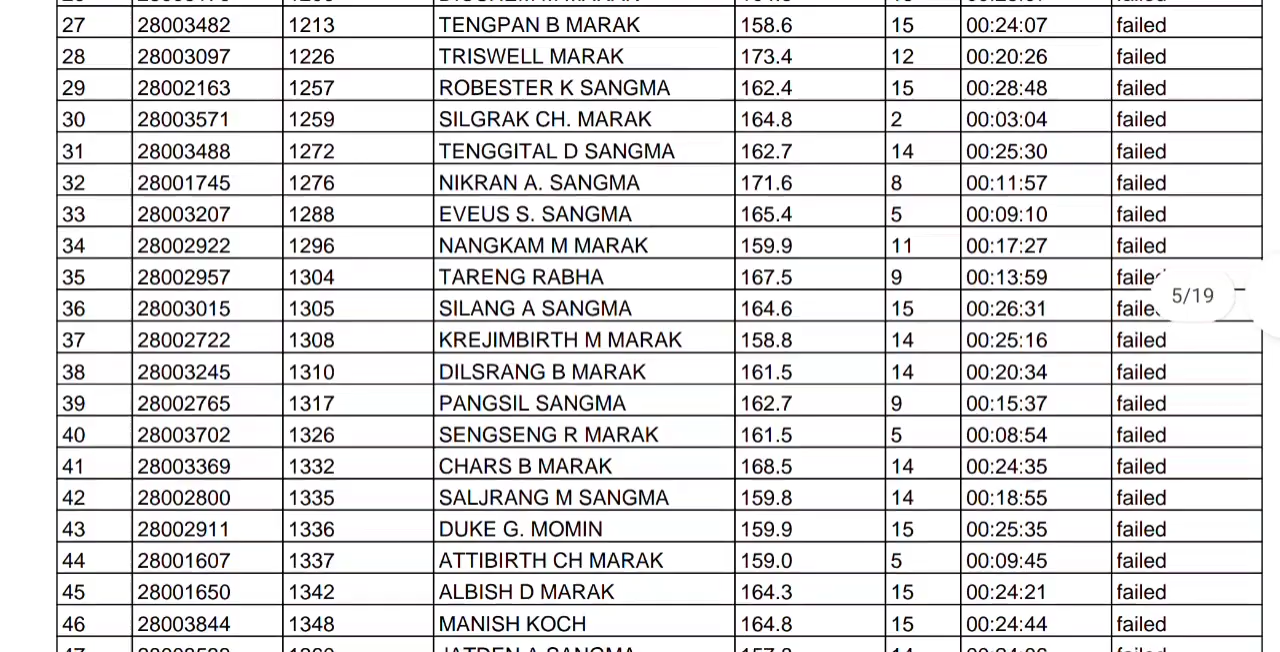 27 28003482 1213 TENGPAN B MARAK 158.6 15 00:24:07 failed
28 28003097 1226 TRISWELL MARAK 173.4 12 00:20:26 failed
29 28002163 1257 ROBESTER K SANGMA 162.4 15 00:28:48 failed
30 28003571 1259 SILGRAK CH. MARAK 164.8 2 00:03:04 failed
31 28003488 1272 TENGGITAL D SANGMA 162.7 14 00:25:30 failed
32 28001745 1276 NIKRAN A. SANGMA 171.6 8 00:11:57 failed
33 28003207 1288 EVEUS S. SANGMA 165.4 5 00:09:10 failed
34 28002922 1296 NANGKAM M MARAK 159.9 11 00:17:27 failed
35 28002957 1304 TARENG RABHA 167.5 9 00:13:59 faile
5/19
36 28003015 1305 SILANG A SANGMA 164.6 15 00:26:31 faile
37 28002722 1308 KREJIMBIRTH M MARAK 158.8 14 00:25:16 failed
38 28003245 1310 DILSRANG B MARAK 161.5 14 00:20:34 failed
39 28002765 1317 PANGSIL SANGMA 162.7 9 00:15:37 failed
40 28003702 1326 SENGSENG R MARAK 161.5 5 00:08:54 failed
41 28003369 1332 CHARS B MARAK 168.5 14 00:24:35 failed
42 28002800 1335 SALJRANG M SANGMA 159.8 14 00:18:55 failed
43 28002911 1336 DUKE G. MOMIN 159.9 15 00:25:35 failed
44 28001607 1337 ATTIBIRTH CH MARAK 159.0 5 00:09:45 failed
45 28001650 1342 ALBISH D MARAK 164.3 15 00:24:21 failed
46 28003844 1348 MANISH KOCH 164.8 15 00:24:44 failed